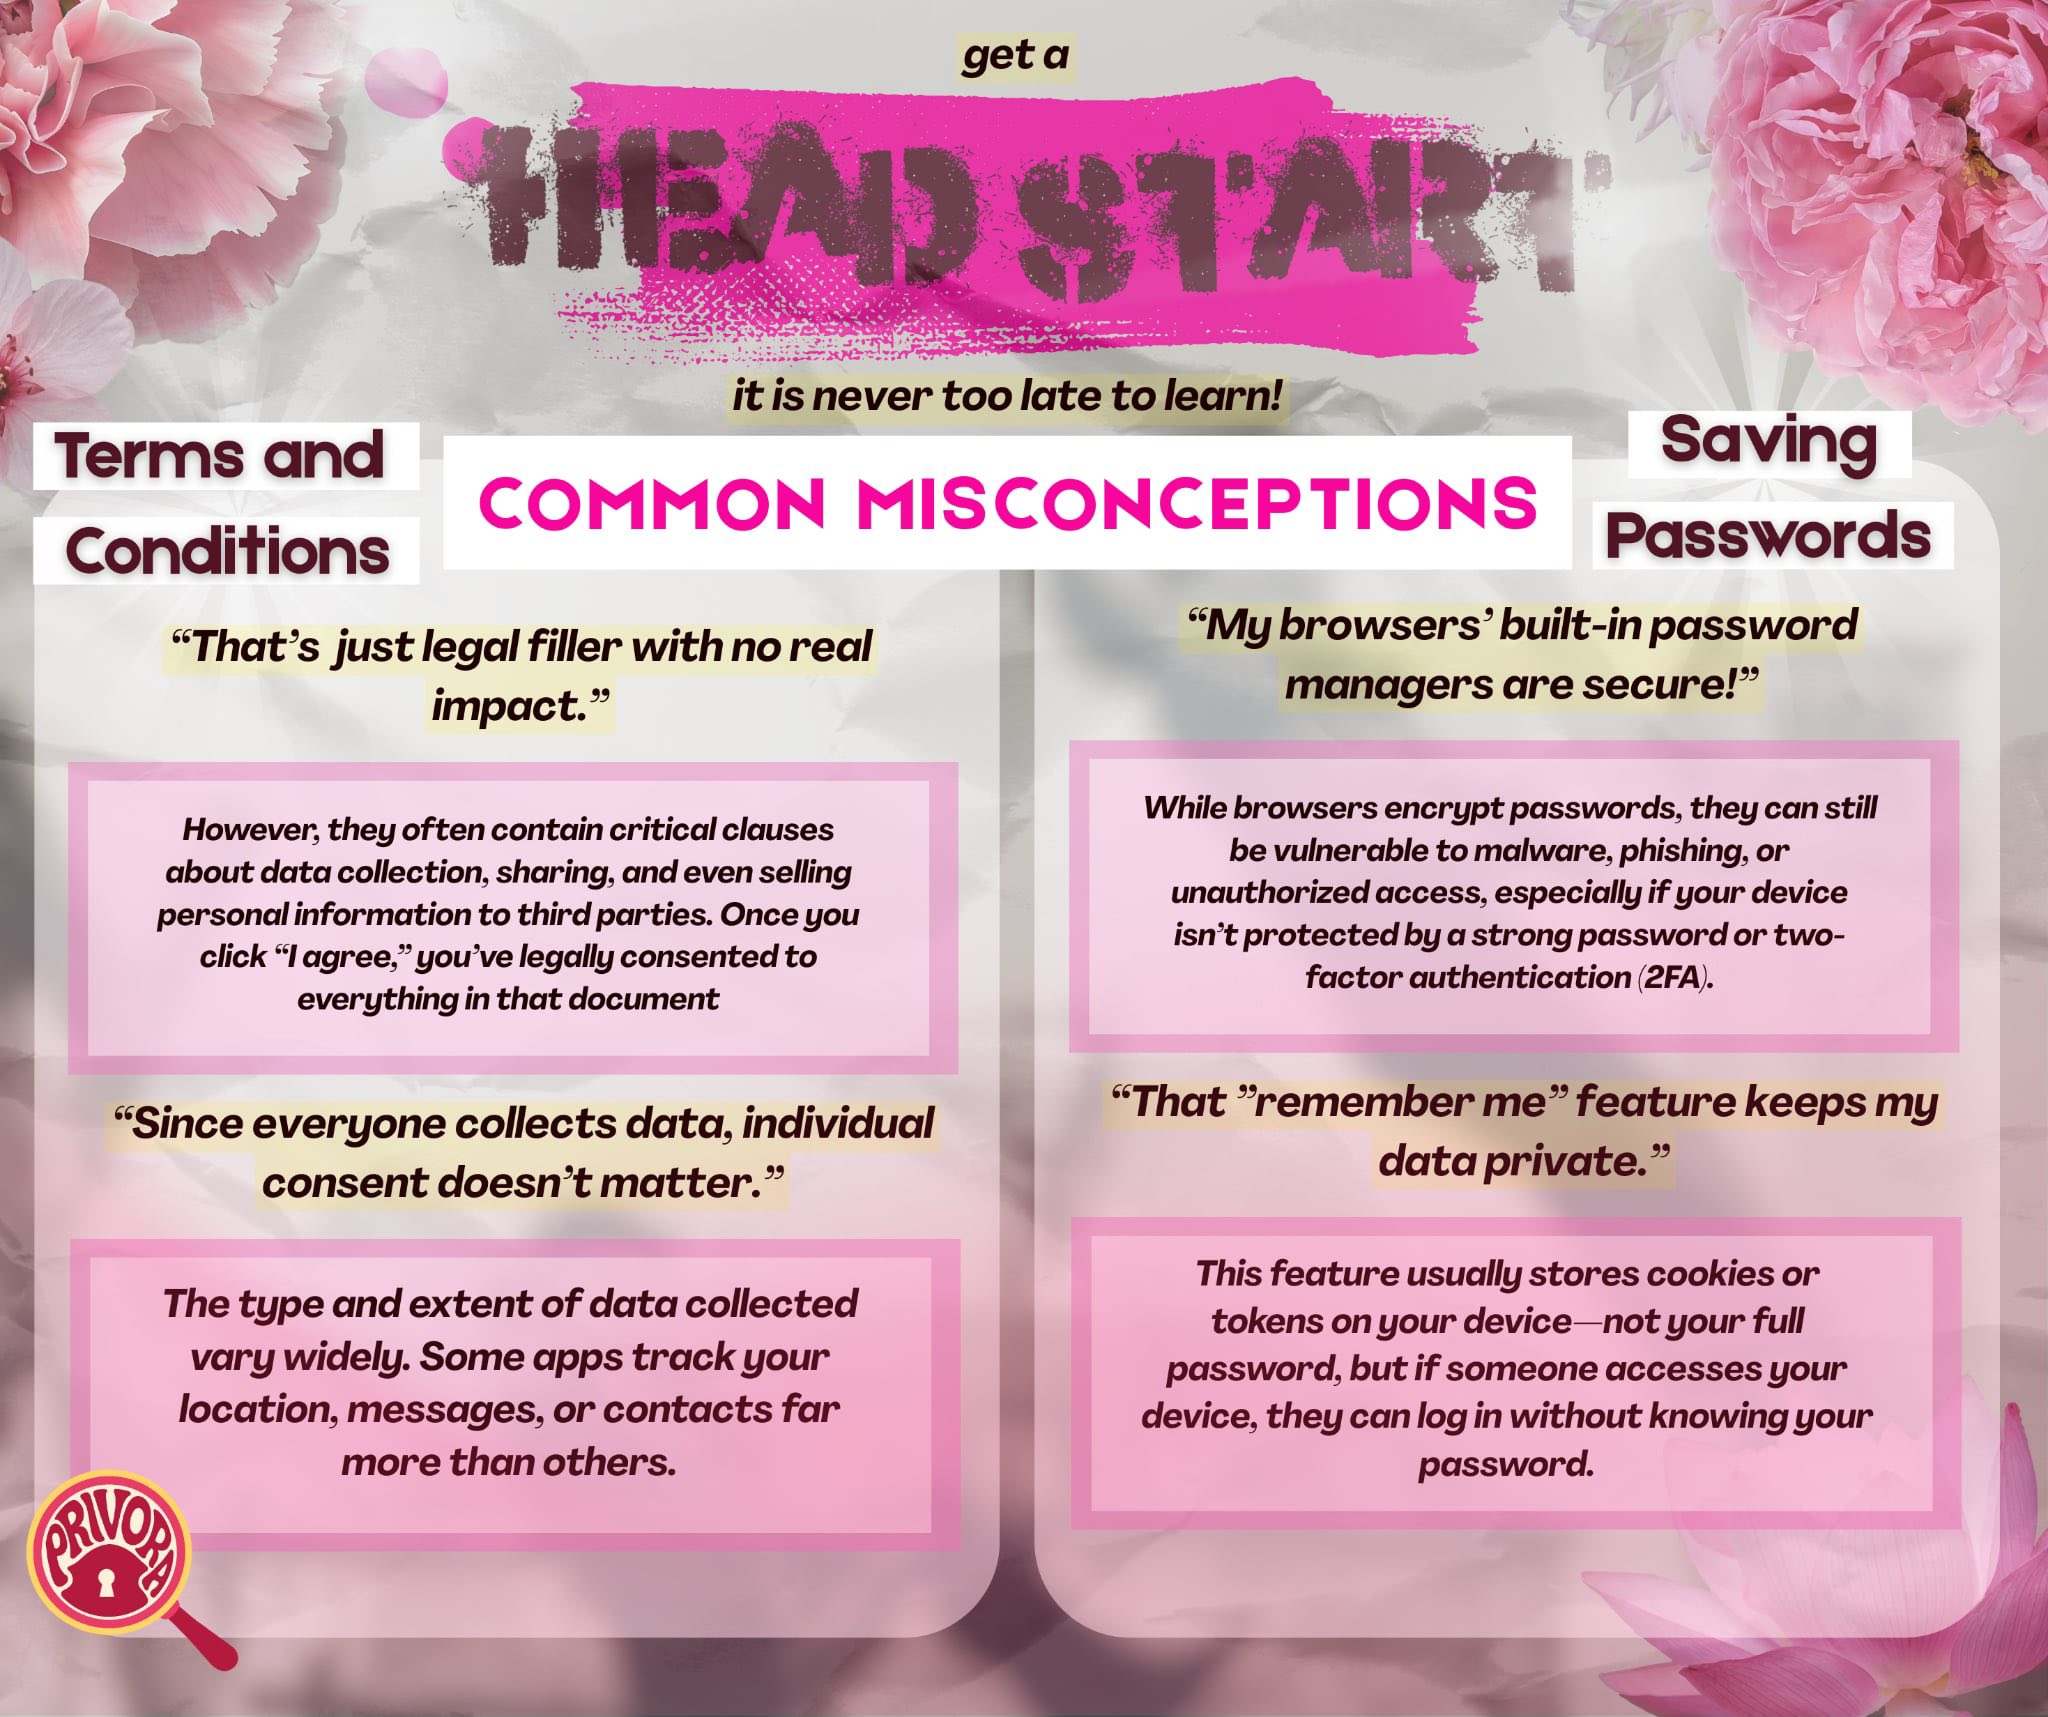 get a
HEAD START
it is never too late to learn!
COMMON MISCONCEPTIONS
Terms and
Conditions
“That’s just legal filler with no real
impact.”
However, they often contain critical clauses
about data collection, sharing, and even selling
personal information to third parties. Once you
click “I agree,” you’ve legally consented to
everything in that document
“Since everyone collects data, individual
consent doesn’t matter.”
The type and extent of data collected
vary widely. Some apps track your
location, messages, or contacts far
more than others.
PRIVORA
Saving
Passwords
“My browsers’ built-in password
managers are secure!”
While browsers encrypt passwords, they can still
be vulnerable to malware, phishing, or
unauthorized access, especially if your device
isn’t protected by a strong password or two-
factor authentication (2FA).
“That ”remember me” feature keeps my
data private.”
This feature usually stores cookies or
tokens on your device—not your full
password, but if someone accesses your
device, they can log in without knowing your
password.